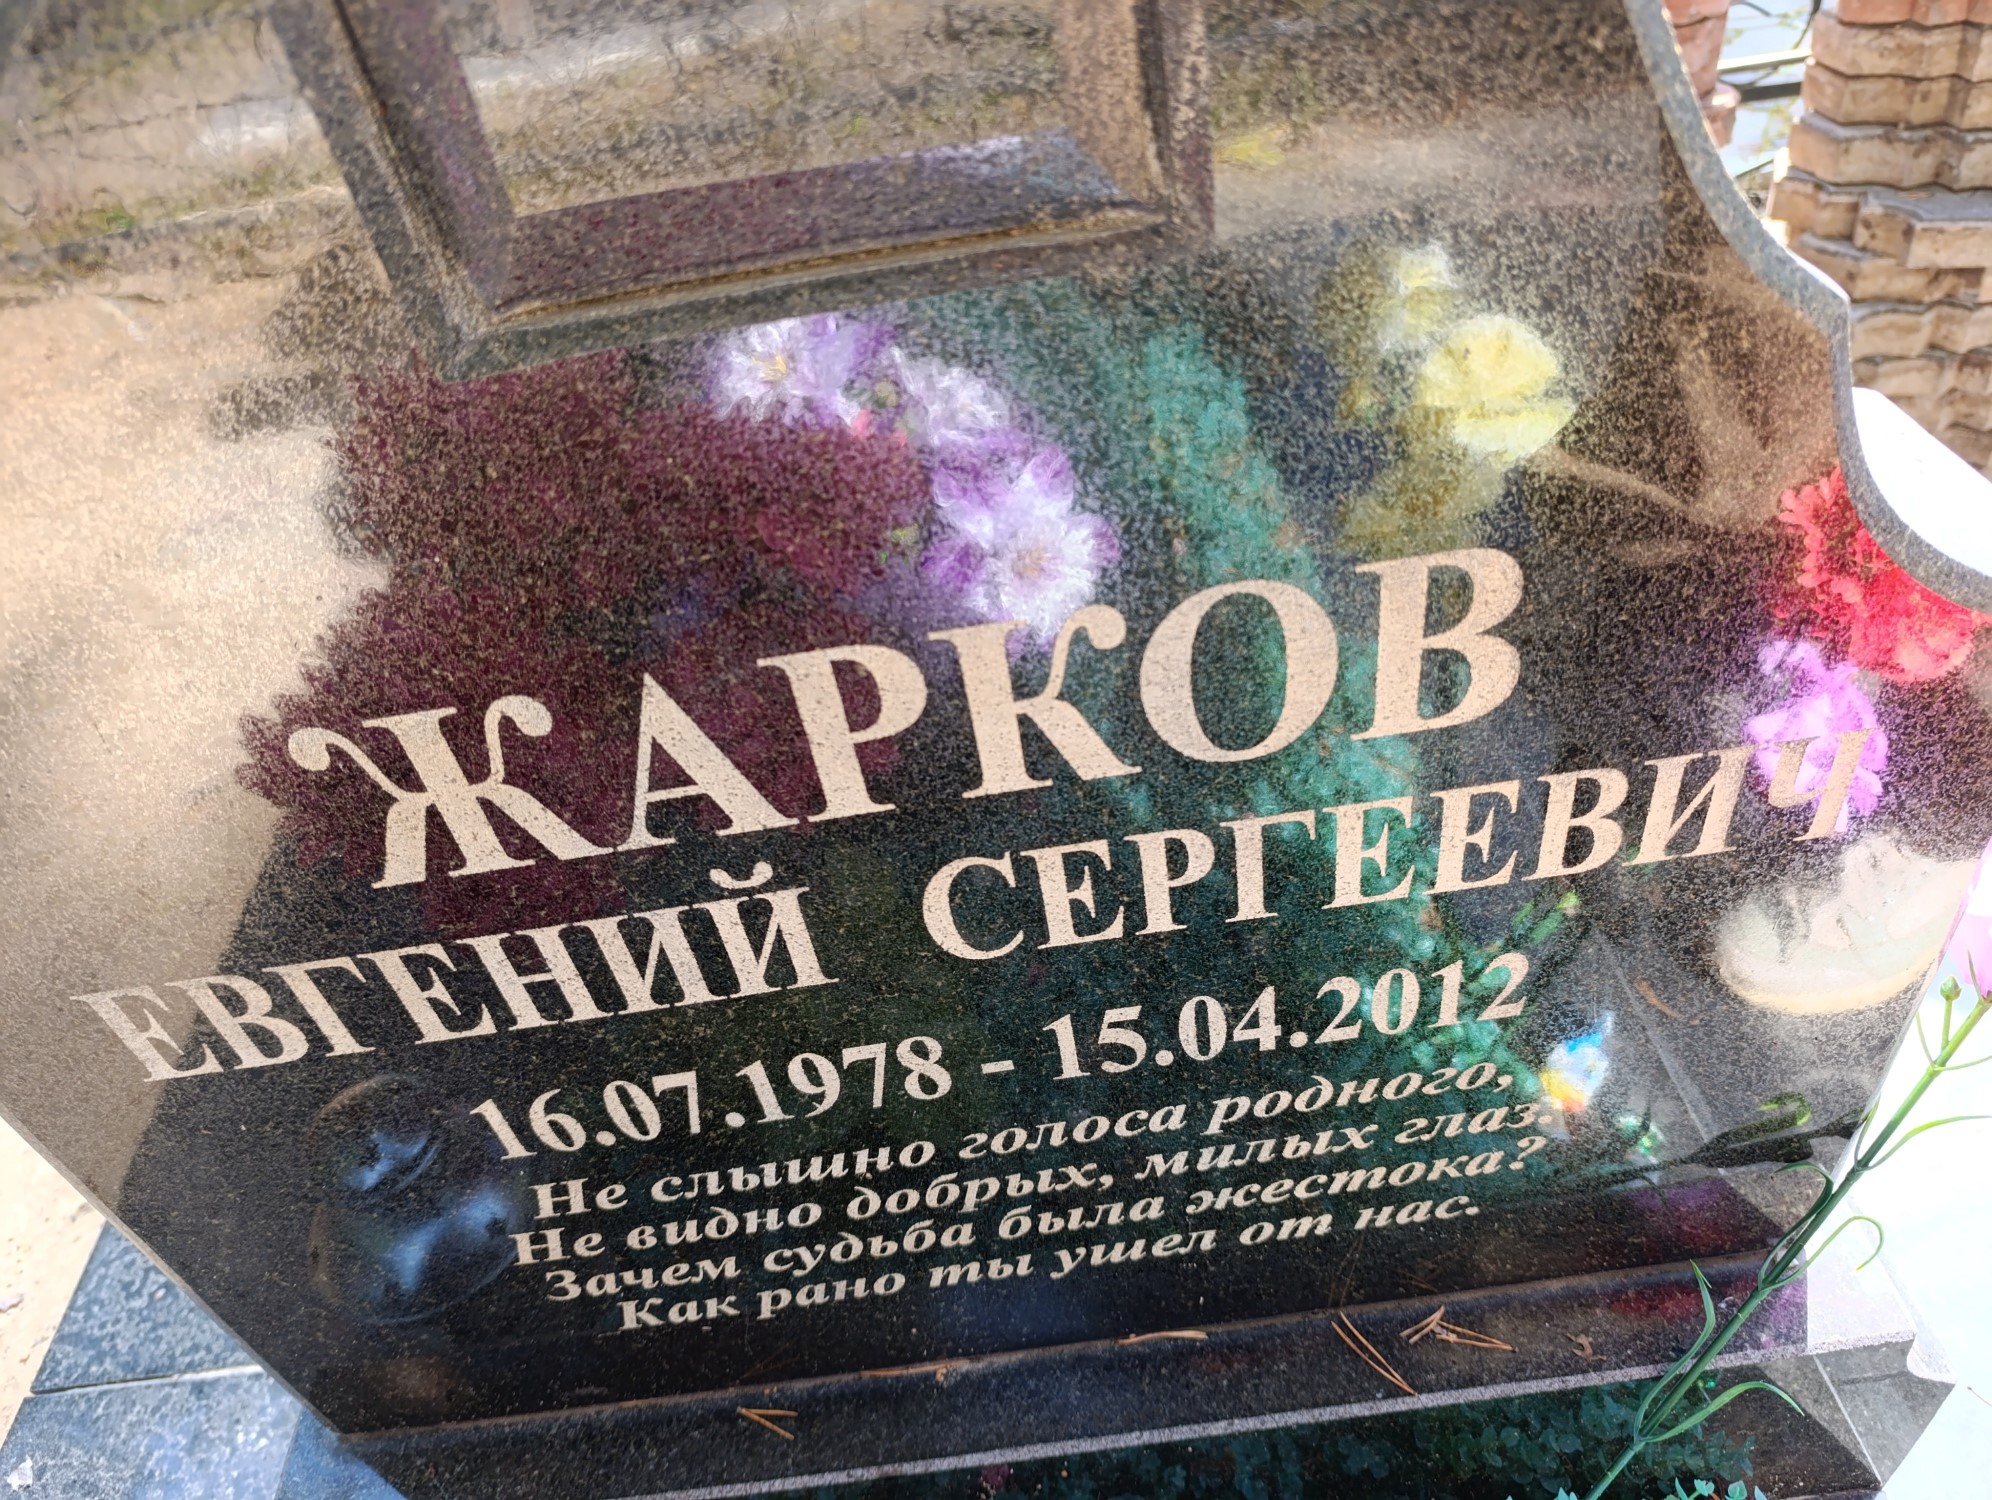 ЖАРКОВ
ЕВГЕНИЙ СЕРГЕЕВИЧ
16.07.1978 - 15.04.2012
Не слышно голоса родного,
Не видно добрых, милых глаз.
Зачем судьба была жестока?
Как рано ты ушел от нас.